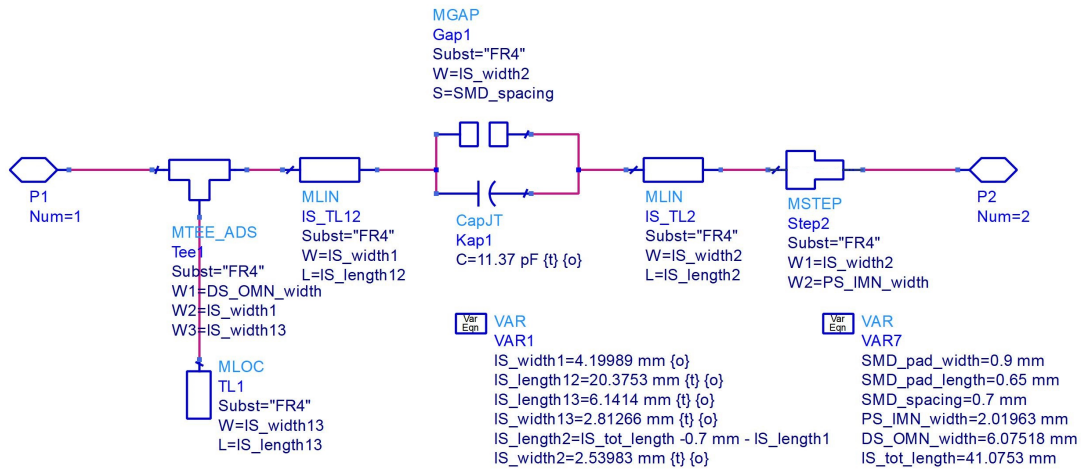 MGAP
Gap1
Subst="FR4"
W=IS_width2
S=SMD_spacing
P1
Num=1
MTEE_ADS
Tee1
Subst="FR4"
W1=DS_OMN_width
W2=IS_width1
W3=IS_width13
MLIN
IS_TL12
Subst="FR4"
W=IS_width1
L=IS_length12
CapJT
Kap1
C=11.37 pF {t} {o}
MLIN
IS_TL2
Subst="FR4"
W=IS_width2
L=IS_length2
MSTEP
Step2
Subst="FR4"
W1=IS_width2
W2=PS_IMN_width
P2
Num=2
MLOC
TL1
Subst="FR4"
W=IS_width13
L=IS_length13
Var
Eqn
VAR
VAR1
IS_width1=4.19989 mm {o}
IS_length12=20.3753 mm {t} {o}
IS_length13=6.1414 mm {t} {o}
IS_width13=2.81266 mm {t} {o}
IS_length2=IS_tot_length -0.7 mm - IS_length1
IS_width2=2.53983 mm {t} {o}
Var
Eqn
VAR
VAR7
SMD_pad_width=0.9 mm
SMD_pad_length=0.65 mm
SMD_spacing=0.7 mm
PS_IMN_width=2.01963 mm
DS_OMN_width=6.07518 mm
IS_tot_length=41.0753 mm